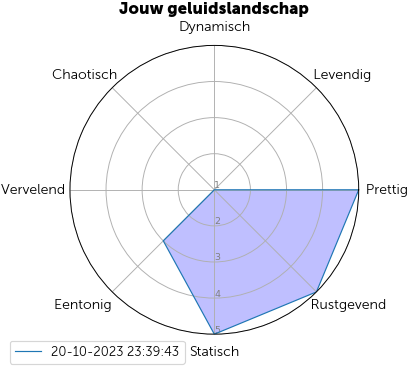 Jouw geluidslandschap
Dynamisch
Chaotisch
Levendig
Vervelend
1
Prettig
2
3
4
Eentonig
Rustgevend
5
20-10-2023 23:39:43
Statisch